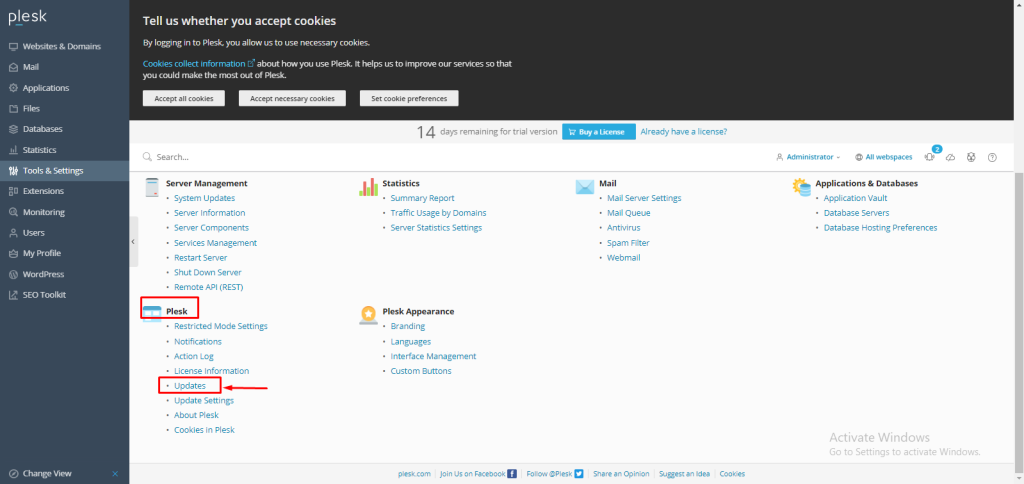 plesk
Websites & Domains
Mail
Applications
Files
Databases
Statistics
Tools & Settings
Extensions
Monitoring
Users
My Profile
WordPress
SEO Toolkit
Change View
Tell us whether you accept cookies
By logging in to Plesk, you allow us to use necessary cookies.
Cookies collect information about how you use Plesk. It helps us to improve our services so that
you could make the most out of Plesk.
Accept all cookies Accept necessary cookies Set cookie preferences
14 days remaining for trial version Buy a License Already have a license?
Search... Administrator All webspaces 2
Server Management
System Updates
Server Information
Server Components
Services Management
Restart Server
Shut Down Server
Remote API (REST)
Statistics
Summary Report
Traffic Usage by Domains
Server Statistics Settings
Mail
Mail Server Settings
Mail Queue
Antivirus
Spam Filter
Webmail
Applications & Databases
Application Vault
Database Servers
Database Hosting Preferences
Plesk
Restricted Mode Settings
Notifications
Action Log
License Information
Updates
Update Settings
About Plesk
Cookies in Plesk
Plesk Appearance
Branding
Languages
Interface Management
Custom Buttons
Activate Windows
Go to Settings to activate Windows.
plesk.com Join Us on Facebook Follow @Plesk Share an Opinion Suggest an Idea Cookies